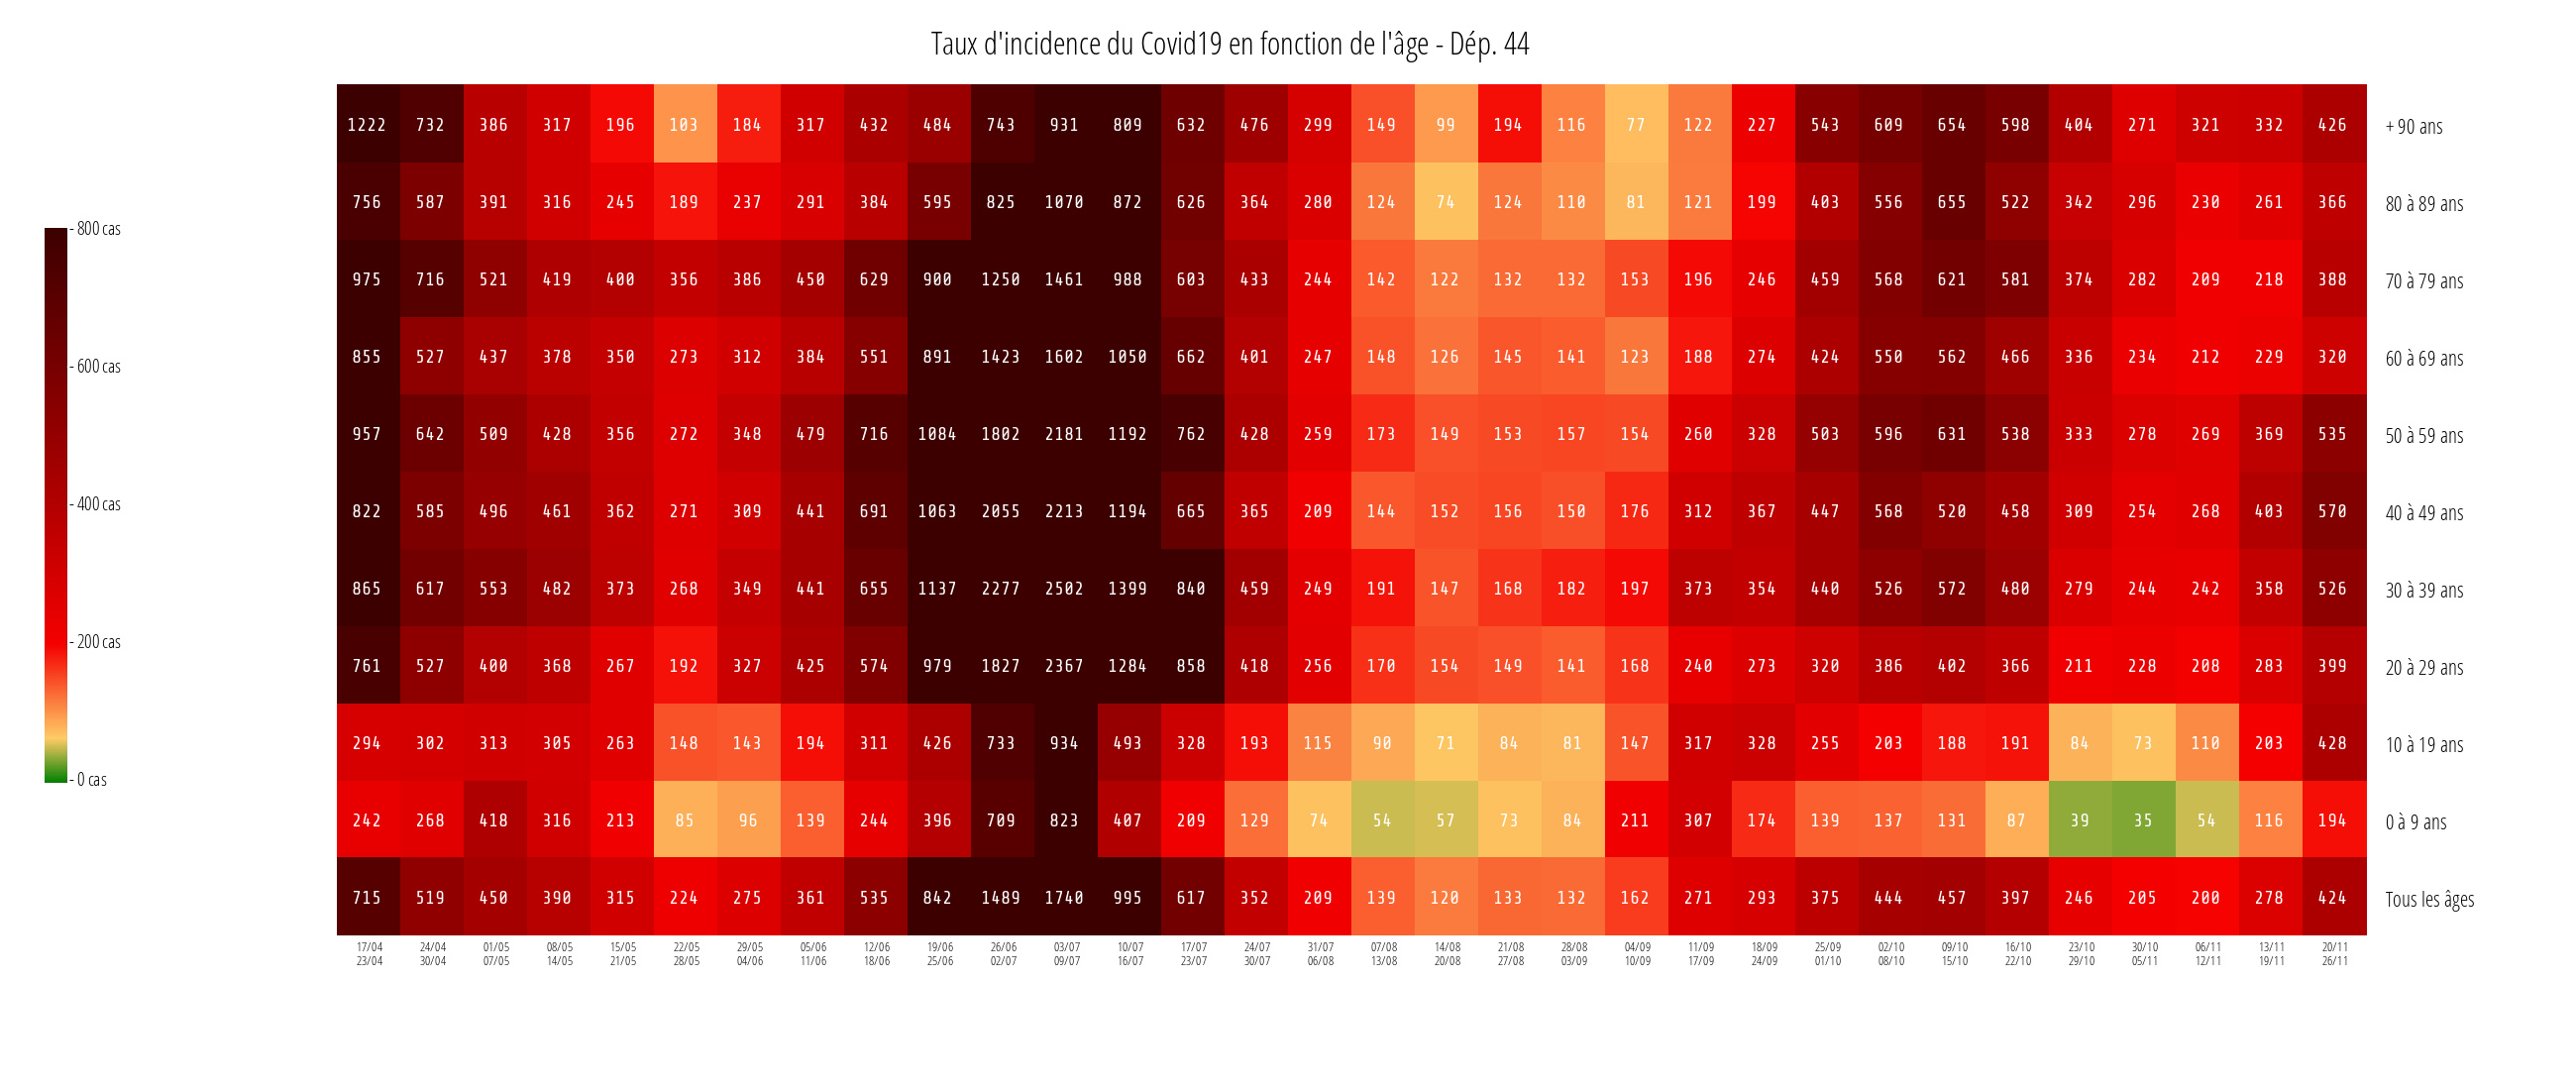 Taux d'incidence du Covid19 en fonction de l'âge - Dép. 44
- 800 cas
- 600 cas
- 400 cas
- 200 cas
- 0 cas
1222 732 386 317 196 103 184 317 432 484 743 931 809 632 476 299 149 99 194 116 77 122 227 543 609 654 598 404 271 321 332 426 + 90 ans
756 587 391 316 245 189 237 291 384 595 825 1070 872 626 364 280 124 74 124 110 81 121 199 403 556 655 522 342 296 230 261 366 80 à 89 ans
975 716 521 419 400 356 386 450 629 900 1250 1461 988 603 433 244 142 122 132 132 153 196 246 459 568 621 581 374 282 209 218 388 70 à 79 ans
855 527 437 378 350 273 312 384 551 891 1423 1602 1050 662 401 247 148 126 145 141 123 188 274 424 550 562 466 336 234 212 229 320 60 à 69 ans
957 642 509 428 356 272 348 479 716 1084 1802 2181 1192 762 428 259 173 149 153 157 154 260 328 503 596 631 538 333 278 269 369 535 50 à 59 ans
822 585 496 461 362 271 309 441 691 1063 2055 2213 1194 665 365 209 144 152 156 150 176 312 367 447 568 520 458 309 254 268 403 570 40 à 49 ans
865 617 553 482 373 268 349 441 655 1137 2277 2502 1399 840 459 249 191 147 168 182 197 373 354 440 526 572 480 279 244 242 358 526 30 à 39 ans
761 527 400 368 267 192 327 425 574 979 1827 2367 1284 858 418 256 170 154 149 141 168 240 273 320 386 402 366 211 228 208 283 399 20 à 29 ans
294 302 313 305 263 148 143 194 311 426 733 934 493 328 193 115 90 71 84 81 147 317 328 255 203 188 191 84 73 110 203 428 10 à 19 ans
242 268 418 316 213 85 96 139 244 396 709 823 407 209 129 74 54 57 73 84 211 307 174 139 137 131 87 39 35 54 116 194 0 à 9 ans
715 519 450 390 315 224 275 361 535 842 1489 1740 995 617 352 209 139 120 133 132 162 271 293 375 444 457 397 246 205 200 278 424 Tous les âges
17/04 24/04 01/05 08/05 15/05 22/05 29/05 05/06 12/06 19/06 26/06 03/07 10/07 17/07 24/07 31/07 07/08 14/08 21/08 28/08 04/09 11/09 18/09 25/09 02/10 09/10 16/10 23/10 30/10 06/11 13/11 20/11
23/04 30/04 07/05 14/05 21/05 28/05 04/06 11/06 18/06 25/06 02/07 09/07 16/07 23/07 30/07 06/08 13/08 20/08 27/08 03/09 10/09 17/09 24/09 01/10 08/10 15/10 22/10 29/10 05/11 12/11 19/11 26/11